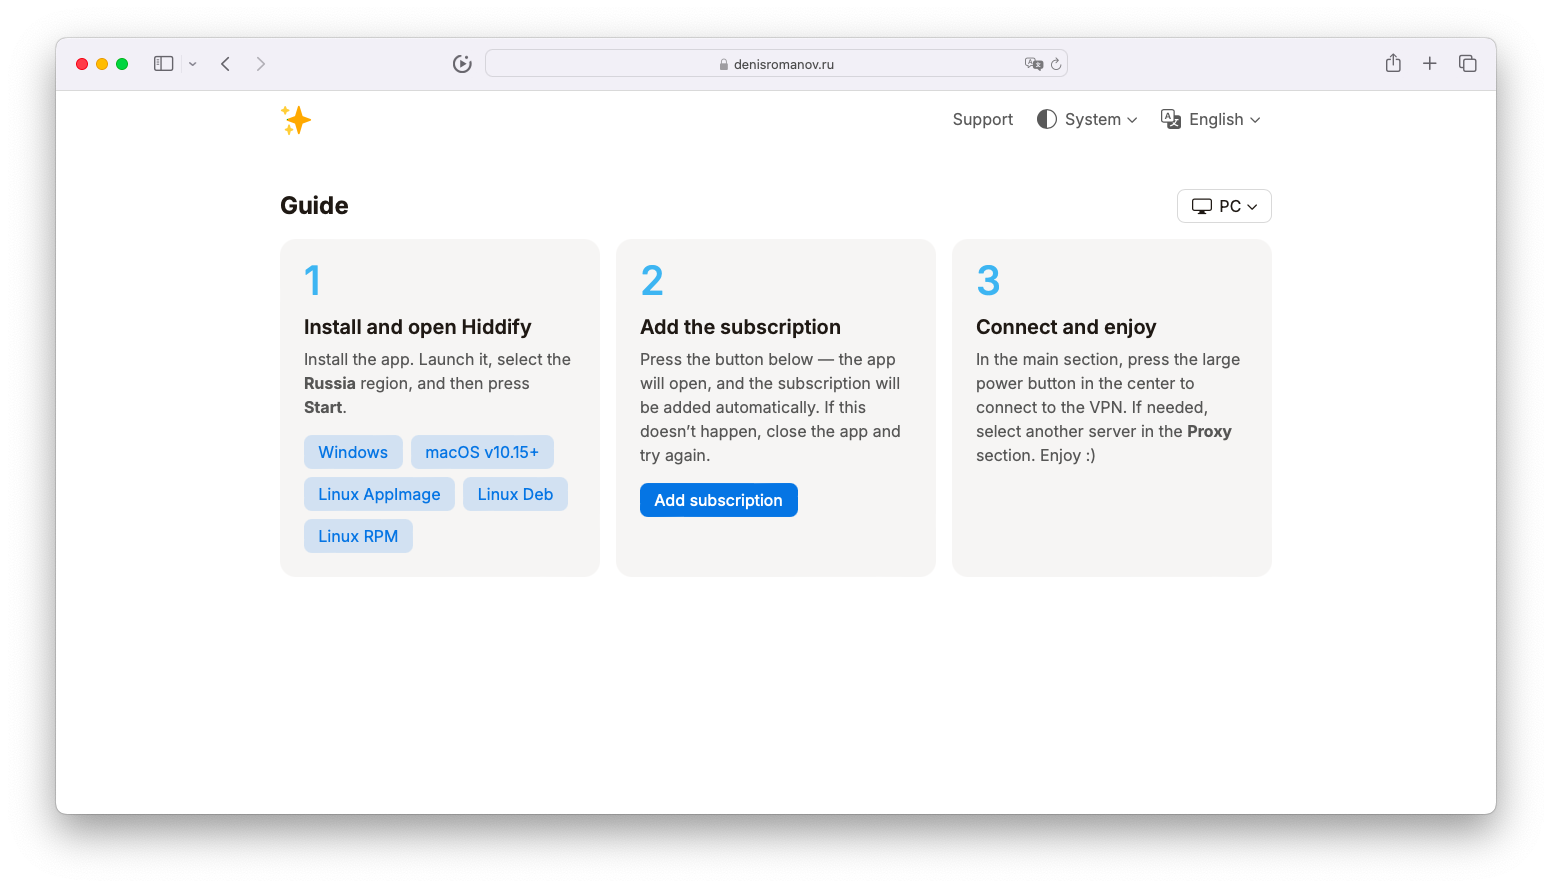 denisromanov.ru
Support
System
English
Guide
PC
1
Install and open Hiddify
Install the app. Launch it, select the
Russia region, and then press
Start.
Windows
macOS v10.15+
Linux AppImage
Linux Deb
Linux RPM
2
Add the subscription
Press the button below — the app
will open, and the subscription will
be added automatically. If this
doesn’t happen, close the app and
try again.
Add subscription
3
Connect and enjoy
In the main section, press the large
power button in the center to
connect to the VPN. If needed,
select another server in the Proxy
section. Enjoy :)